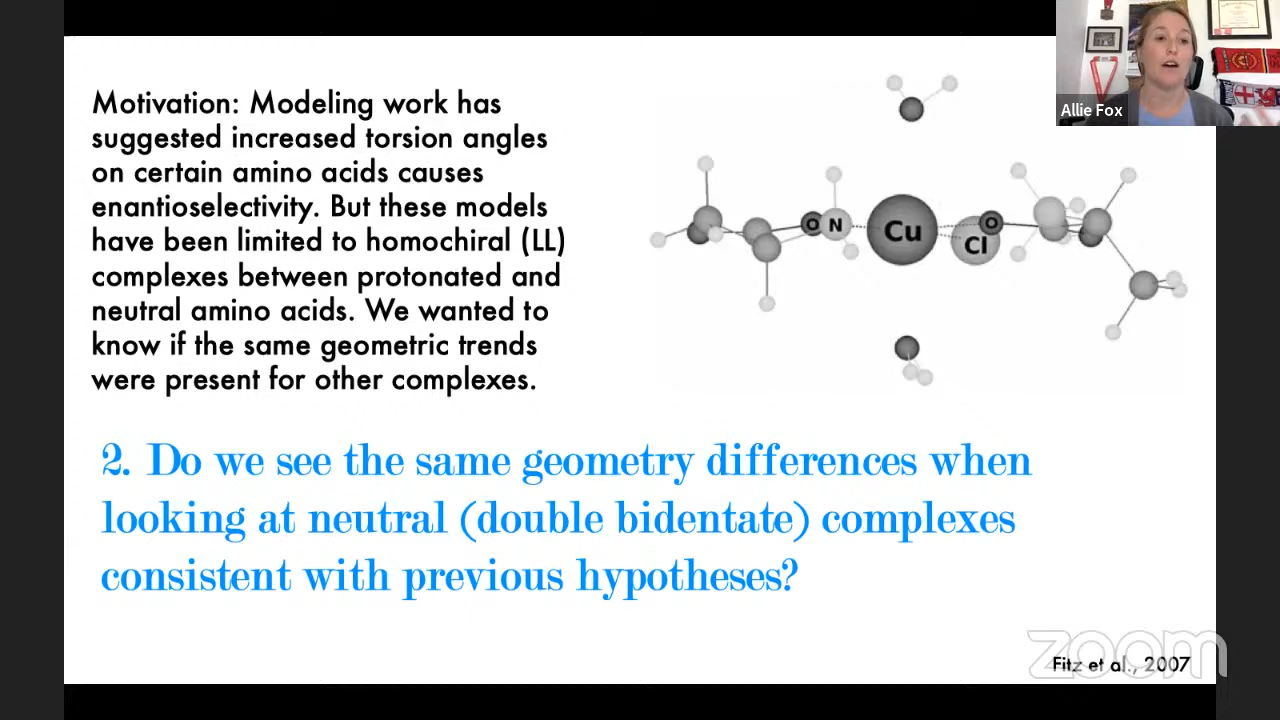 Motivation: Modeling work has
suggested increased torsion angles
on certain amino acids causes
enantioselectivity. But these models
have been limited to homochiral (LL)
complexes between protonated and
neutral amino acids. We wanted to
know if the same geometric trends
were present for other complexes.
O N Cu Cl O
2. Do we see the same geometry differences when
looking at neutral (double bidentate) complexes
consistent with previous hypotheses?
Fitz et al., 2007
zoom
Allie Fox